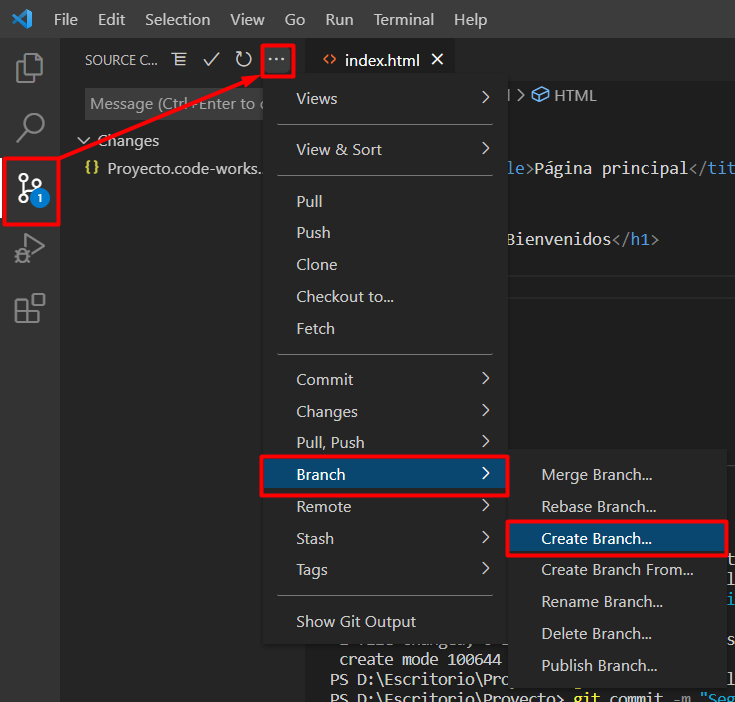 File Edit Selection View Go Run Terminal Help
SOURCE C...
index.html
Message (Ctrl+Enter to c
Changes
Proyecto.code-works...
1
Views
View & Sort
Pull
Push
Clone
Checkout to...
Fetch
Commit
Changes
Pull, Push
Branch
Remote
Stash
Tags
Show Git Output
Merge Branch...
Rebase Branch...
Create Branch...
Create Branch From...
Rename Branch...
Delete Branch...
Publish Branch...
HTML
le>Página principal</tit
Bienvenidos</h1>
create mode 100644
PS D:\Escritorio\Proy
PS D:\Escritorio\Proyecto> git commit -m "Seg